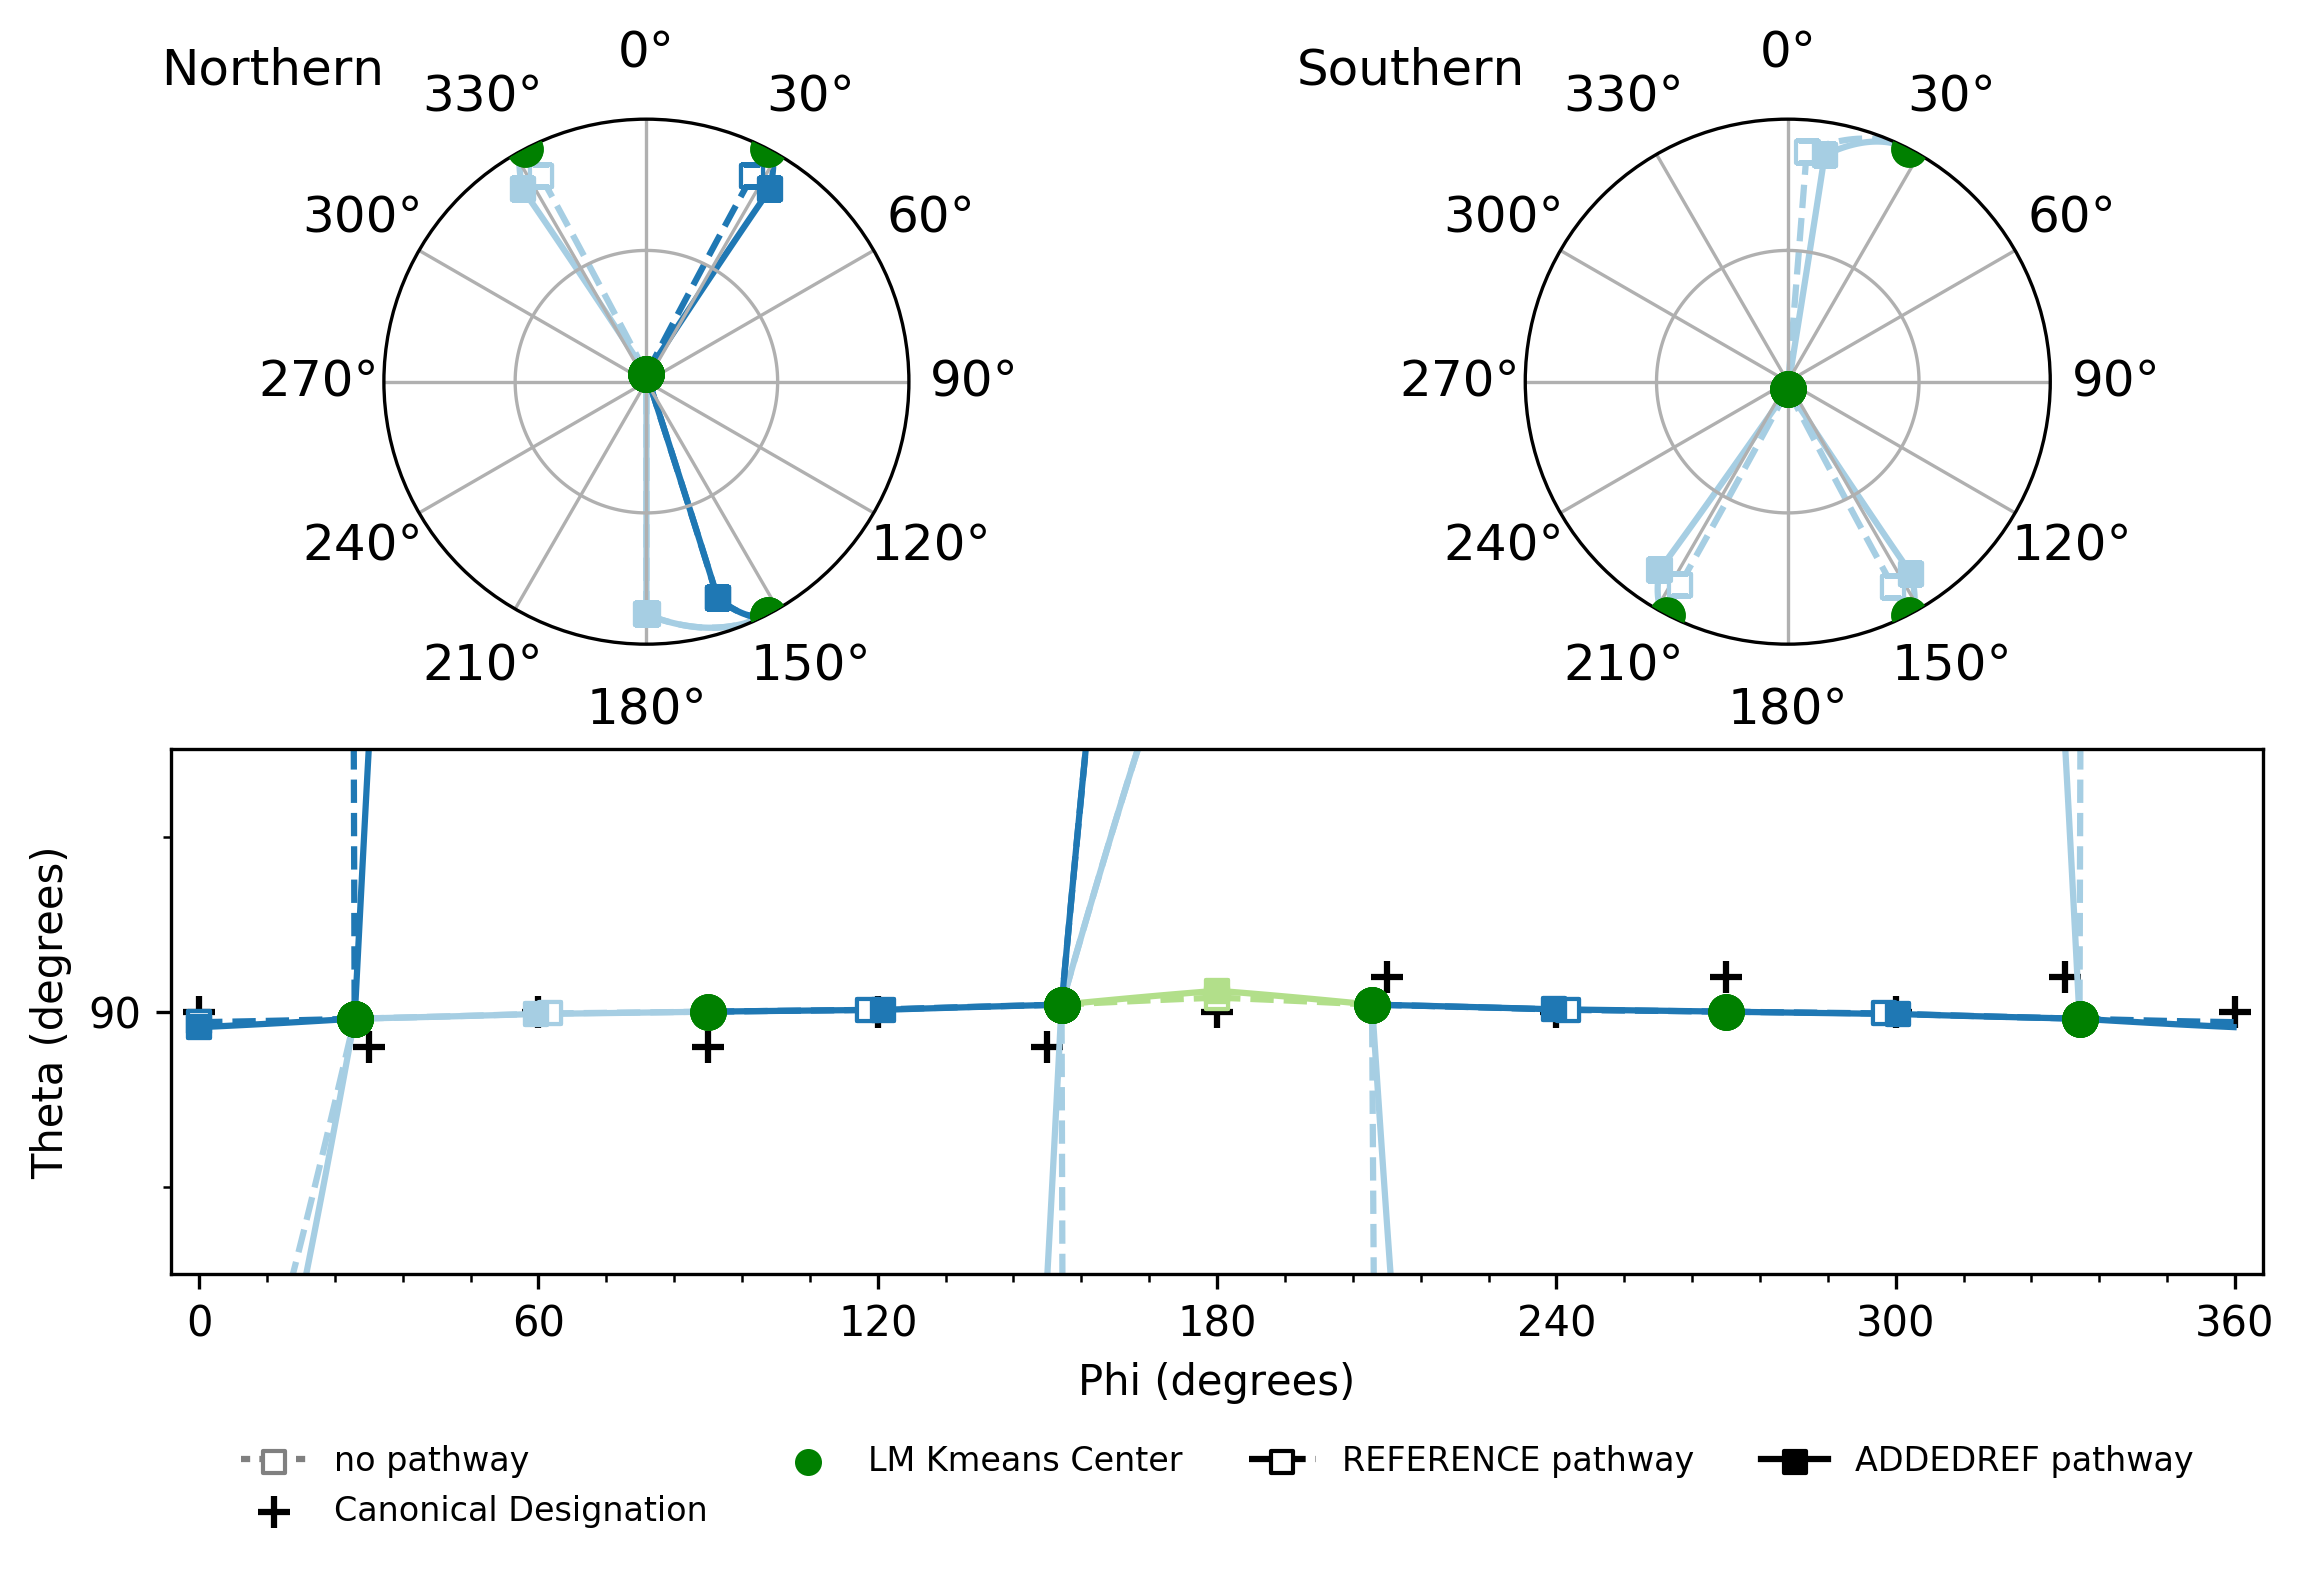 Northern
0°
330°
30°
300°
60°
270°
90°
240°
120°
210°
150°
180°
Southern
0°
330°
30°
300°
60°
270°
90°
240°
120°
210°
150°
180°
Theta (degrees)
90
0 60 120 180 240 300 360
Phi (degrees)
no pathway
Canonical Designation
LM Kmeans Center
REFERENCE pathway
ADDEDREF pathway